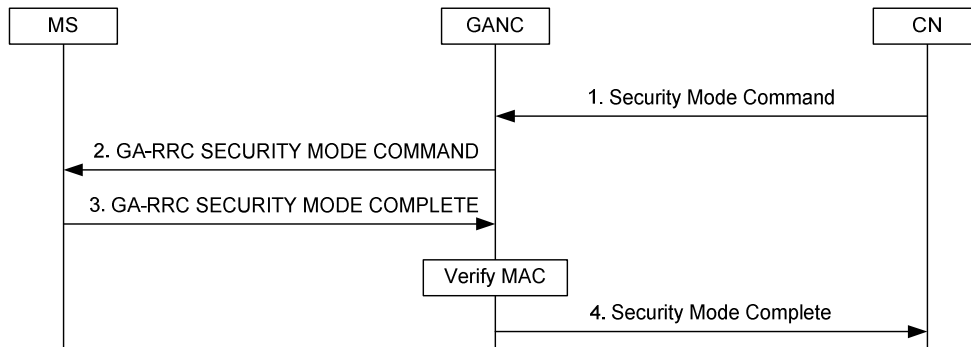 MS
GANC
CN
1. Security Mode Command
2. GA-RRC SECURITY MODE COMMAND
3. GA-RRC SECURITY MODE COMPLETE
Verify MAC
4. Security Mode Complete